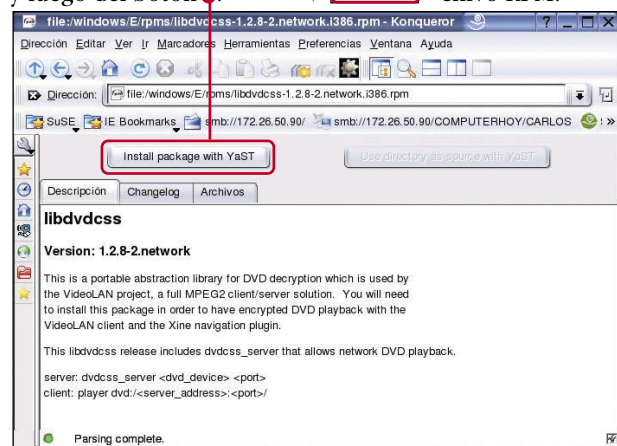 file:/windows/E/rpms/libdvdcss-1.2.8-2.network.i386.rpm - Konqueror
Dirección Editar Ver Ir Marcadores Herramientas Preferencias Ventana Ayuda
Dirección: file:/windows/E/rpms/libdvdcss-1.2.8-2.network.i386.rpm
SuSE IE Bookmarks smb://172.26.50.90/ smb://172.26.50.90/COMPUTERHOY/CARLOS
Install package with YaST Use directory as source with YaST
Descripción Changelog Archivos
libdvdcss
Version: 1.2.8-2.network
This is a portable abstraction library for DVD decryption which is used by
the VideoLAN project, a full MPEG2 client/server solution. You will need
to install this package in order to have encrypted DVD playback with the
VideoLAN client and the Xine navigation plugin.
This libdvdcss release includes dvdcss_server that allows network DVD playback.
server: dvdcss_server <dvd_device> <port>
client: player dvd:/<server_address>:<port>/
Parsing complete.